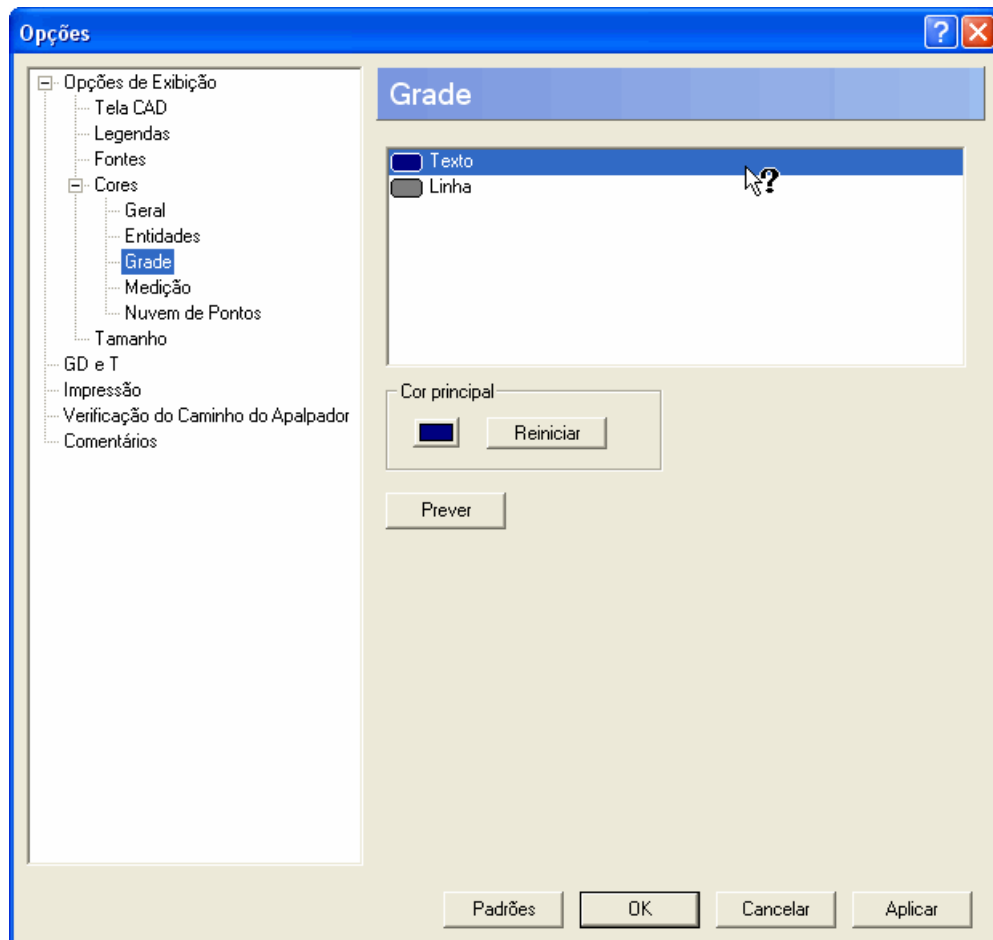 Opções
Opções de Exibição
Tela CAD
Legendas
Fontes
Cores
Geral
Entidades
Grade
Medição
Nuvem de Pontos
Tamanho
GD e T
Impressão
Verificação do Caminho do Apalpador
Comentários
Grade
Texto
Linha
Cor principal
Reiniciar
Prever
Padrões OK Cancelar Aplicar